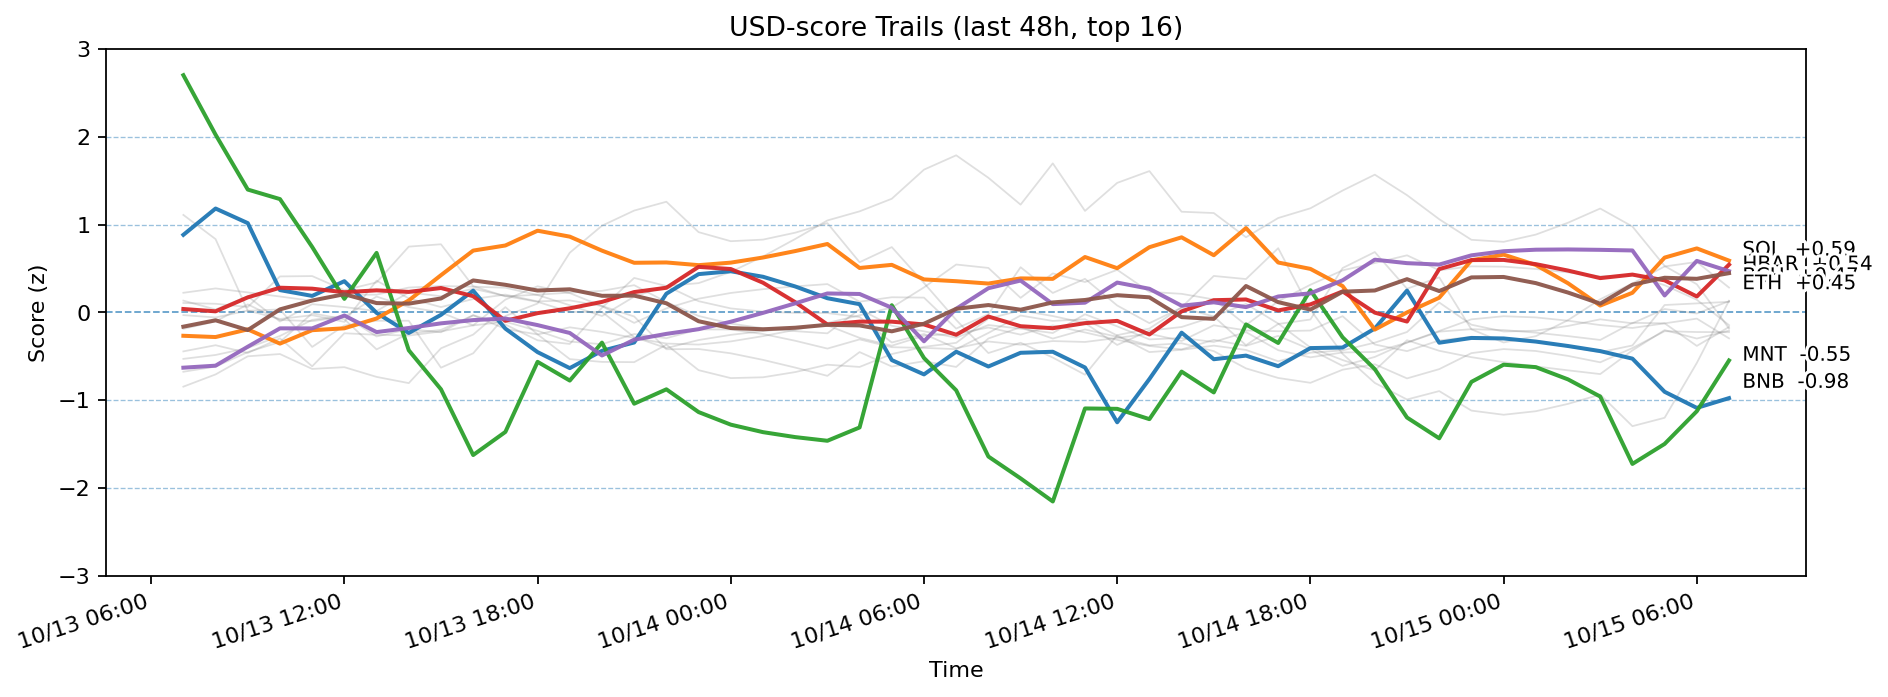 USD-score Trails (last 48h, top 16)
Score (z)
3
2
1
0
−1
−2
−3
SOL +0.59
HBAR +0.54
ETH +0.45
MNT -0.55
BNB -0.98
10/13 06:00
10/13 12:00
10/13 18:00
10/14 00:00
10/14 06:00
10/14 12:00
10/14 18:00
10/15 00:00
10/15 06:00
Time